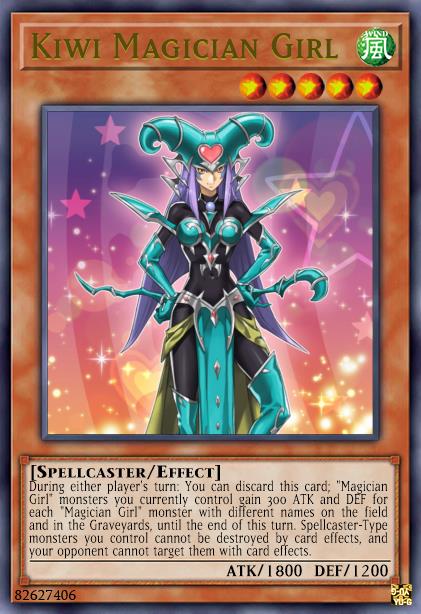 Kiwi Magician Girl
WIND
風
[Spellcaster/Effect]
During either player's turn: You can discard this card; "Magician
Girl" monsters you currently control gain 300 ATK and DEF for
each "Magician Girl" monster with different names on the field
and in the Graveyards, until the end of this turn. Spellcaster-Type
monsters you control cannot be destroyed by card effects, and
your opponent cannot target them with card effects.
ATK/1800 DEF/1200
82627406